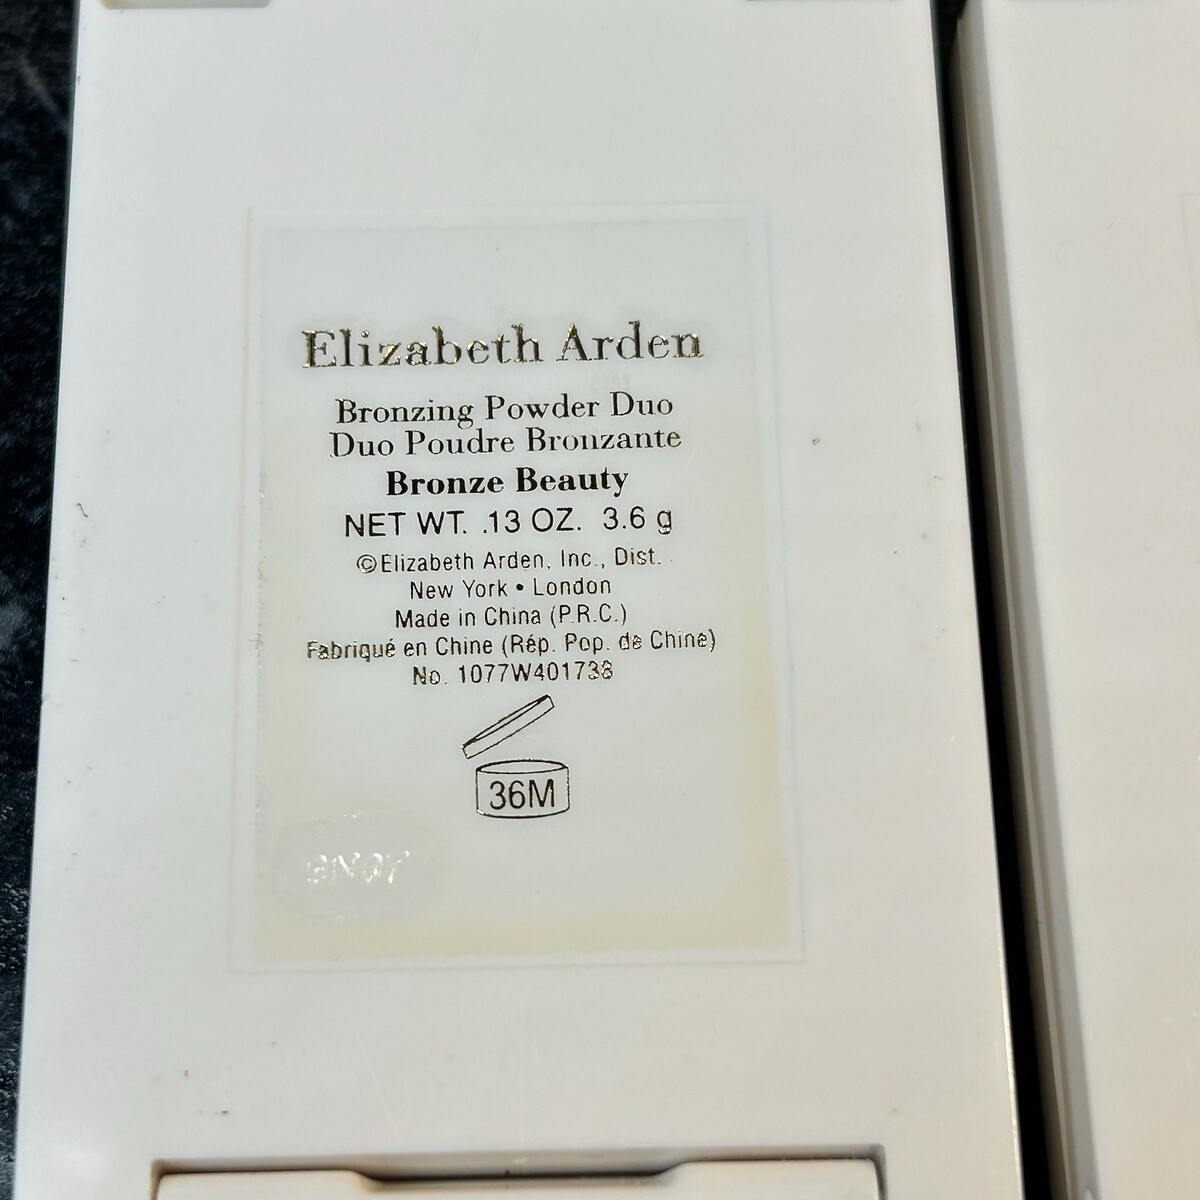 Elizabeth Arden
Bronzing Powder Duo
Duo Poudre Bronzante
Bronze Beauty
NET WT. .13 OZ. 3.6 g
©Elizabeth Arden, Inc., Dist.
New York • London
Made in China (P.R.C.)
Fabriqué en Chine (Rép. Pop. de Chine)
No. 1077W401738
36M